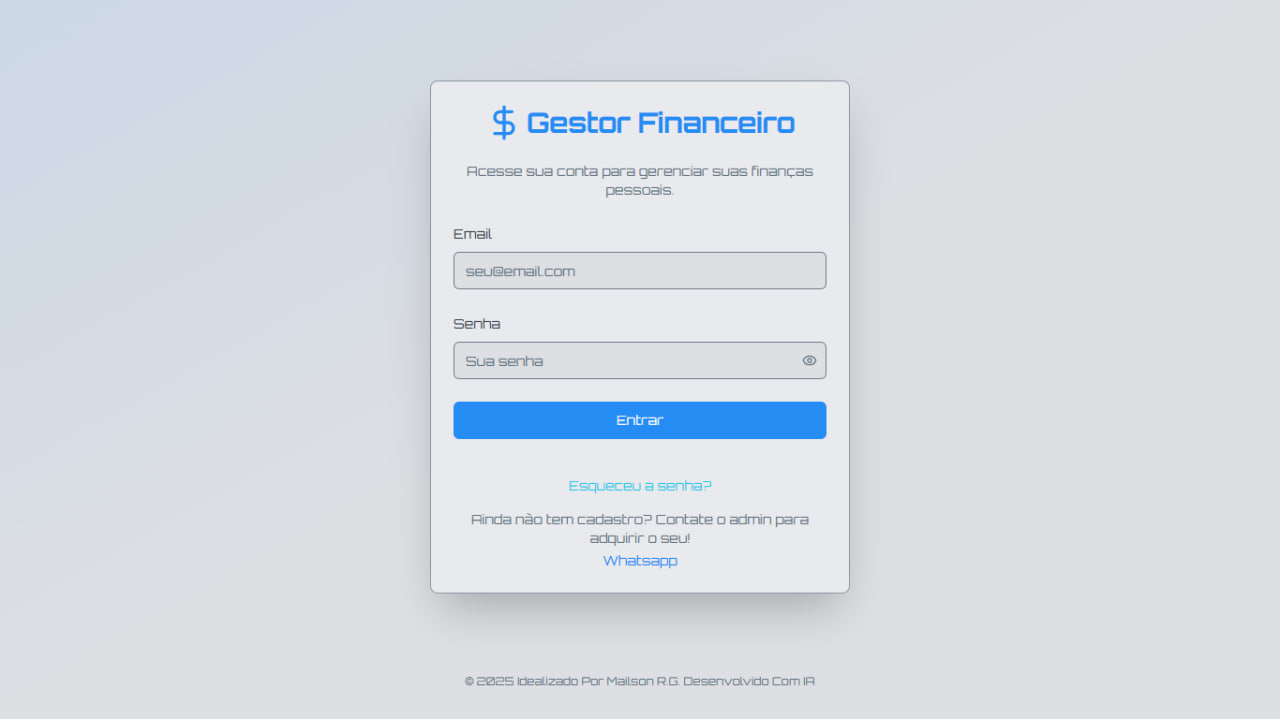 Gestor Financeiro
Acesse sua conta para gerenciar suas finanças
pessoais.
Email
seu@email.com
Senha
Sua senha
Entrar
Esqueceu a senha?
Ainda não tem cadastro? Contate o admin para
adquirir o seu!
Whatsapp
© 2025 Idealizado Por Mailson R.G. Desenvolvido Com IA